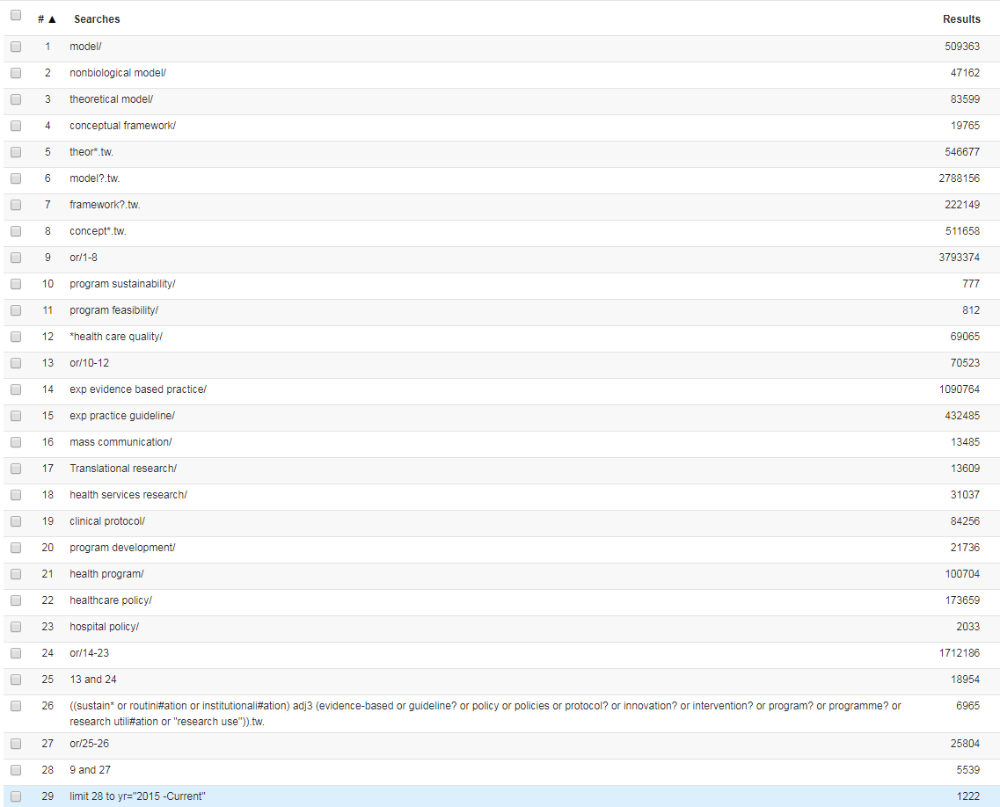 # ▲ Searches Results
1 model/ 509363
2 nonbiological model/ 47162
3 theoretical model/ 83599
4 conceptual framework/ 19765
5 theor*.tw. 546677
6 model?.tw. 2788156
7 framework?.tw. 222149
8 concept*.tw. 511658
9 or/1-8 3793374
10 program sustainability/ 777
11 program feasibility/ 812
12 *health care quality/ 69065
13 or/10-12 70523
14 exp evidence based practice/ 1090764
15 exp practice guideline/ 432485
16 mass communication/ 13485
17 Translational research/ 13609
18 health services research/ 31037
19 clinical protocol/ 84256
20 program development/ 21736
21 health program/ 100704
22 healthcare policy/ 173659
23 hospital policy/ 2033
24 or/14-23 1712186
25 13 and 24 18954
26 ((sustain* or routini#ation or institutionali#ation) adj3 (evidence-based or guideline? or policy or policies or protocol? or innovation? or intervention? or program? or programme? or 6965
research utili#ation or "research use")).tw.
27 or/25-26 25804
28 9 and 27 5539
29 limit 28 to yr="2015 -Current" 1222